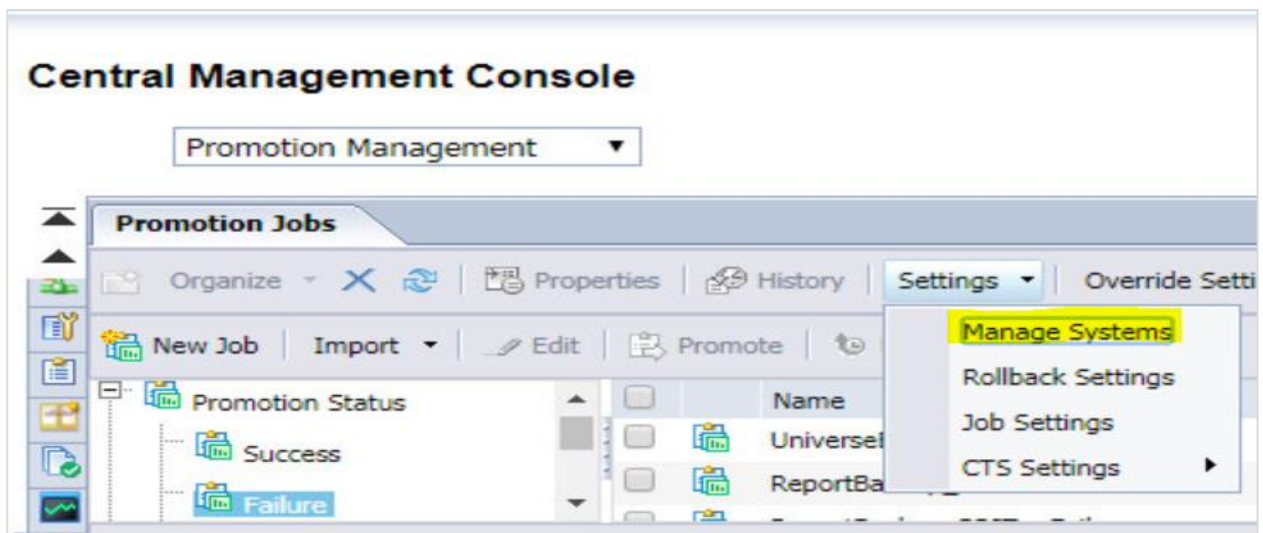 Central Management Console
Promotion Management
Promotion Jobs
Organize Properties History Settings Override
New Job Import Edit Promote
Manage Systems
Rollback Settings
Job Settings
CTS Settings
Promotion Status
Success
Failure
Name